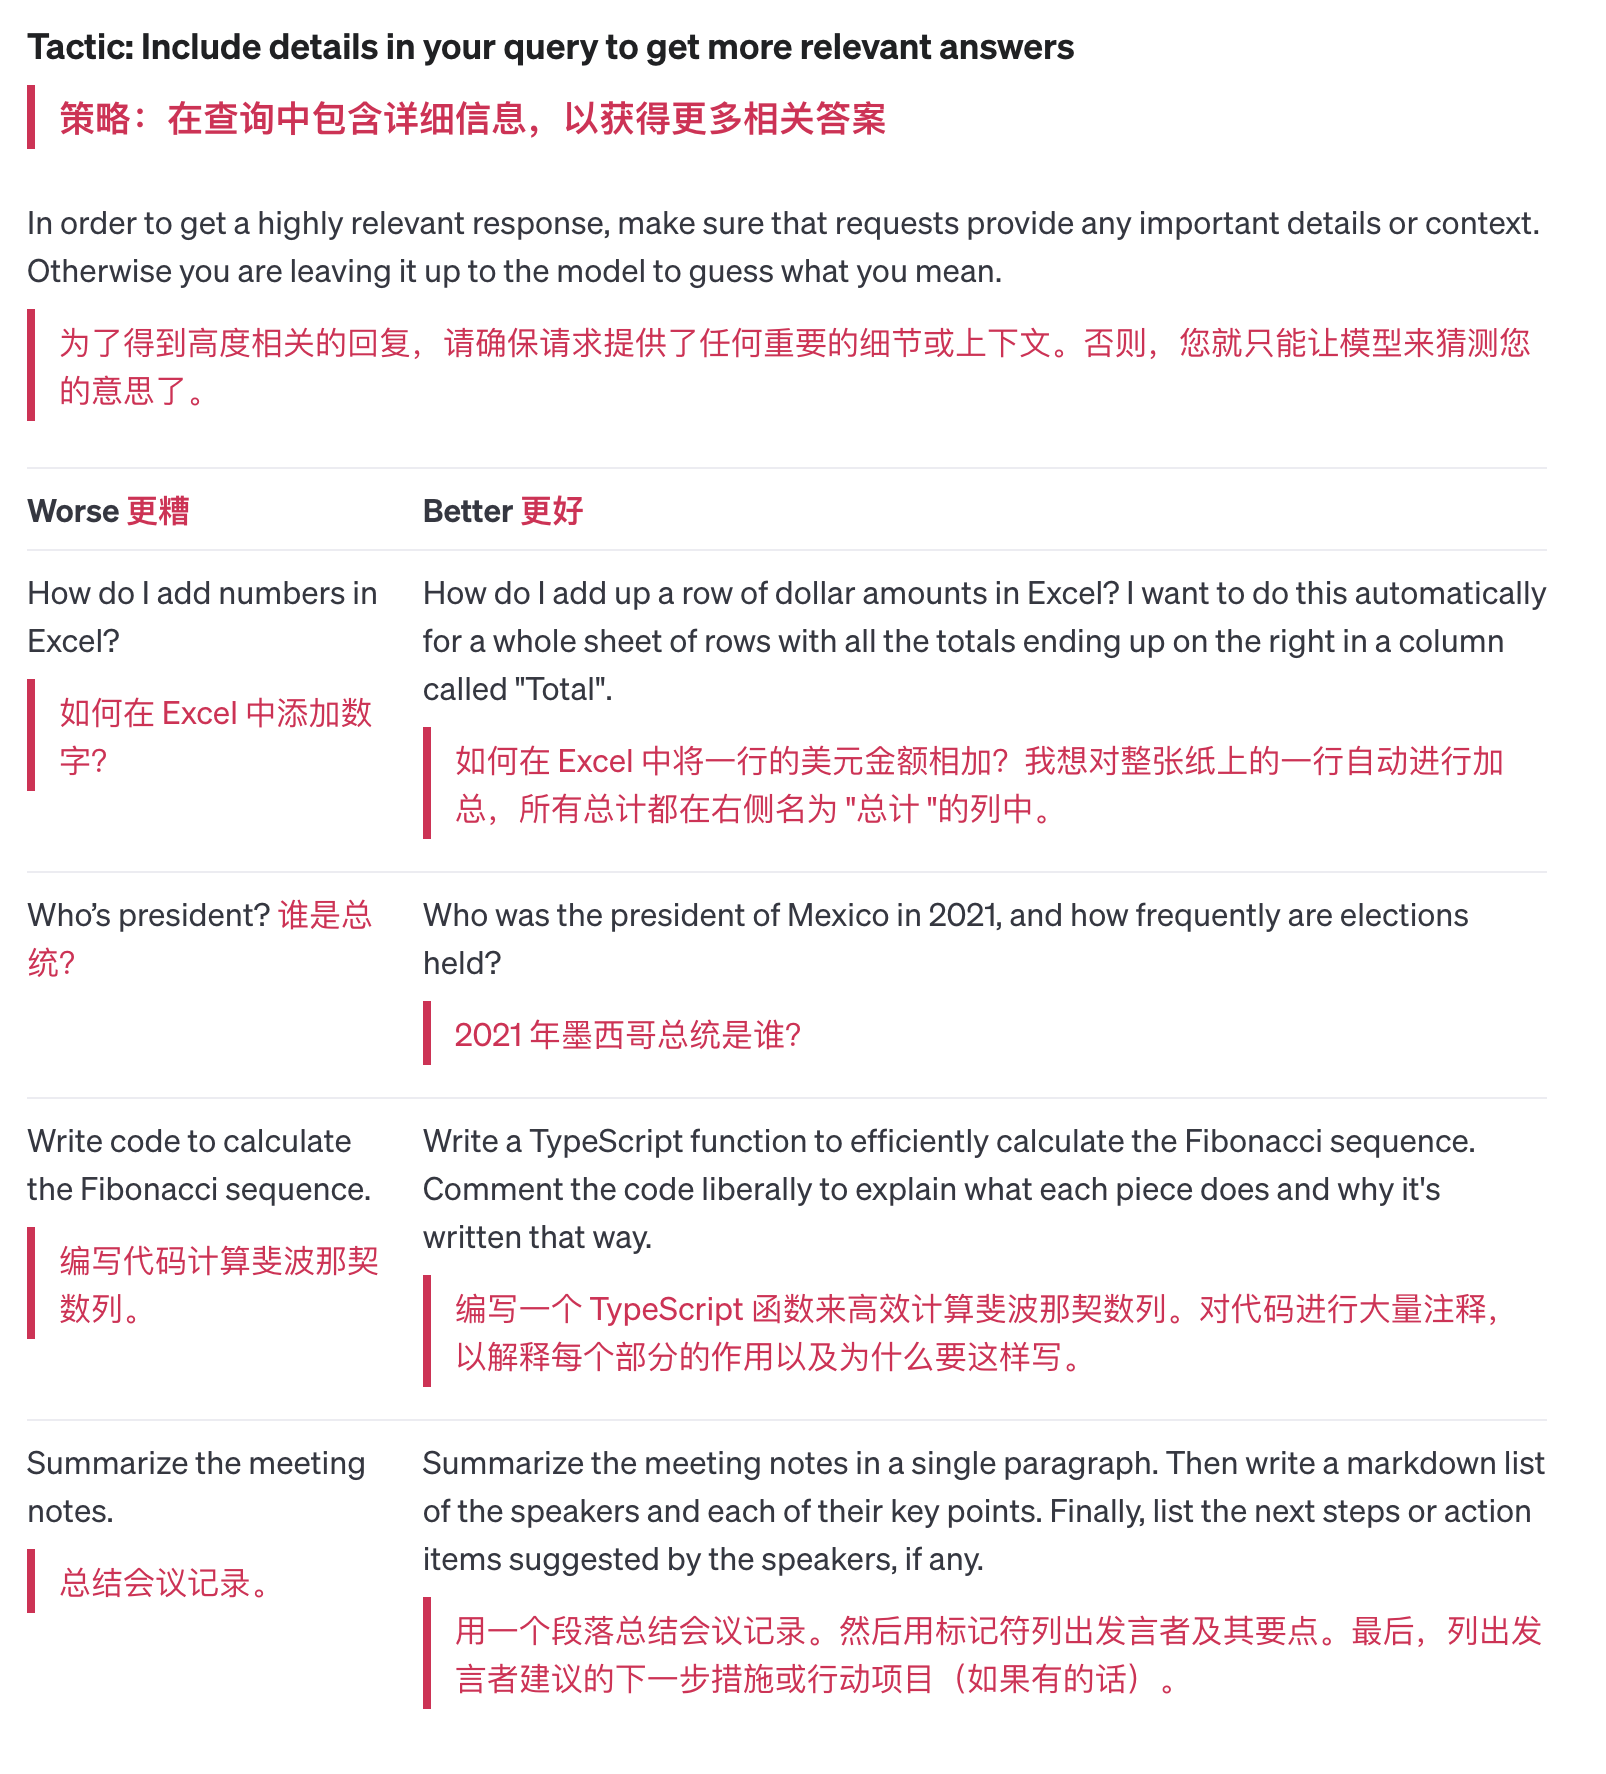 Tactic: Include details in your query to get more relevant answers
策略：在查询中包含详细信息，以获得更多相关答案
In order to get a highly relevant response, make sure that requests provide any important details or context.
Otherwise you are leaving it up to the model to guess what you mean.
为了得到高度相关的回复，请确保请求提供了任何重要的细节或上下文。否则，您就只能让模型来猜测您
的意思了。
Worse 更糟
Better 更好
How do I add numbers in
Excel?
如何在 Excel 中添加数
字？
How do I add up a row of dollar amounts in Excel? I want to do this automatically
for a whole sheet of rows with all the totals ending up on the right in a column
called "Total".
如何在 Excel 中将一行的美元金额相加？我想对整张纸上的一行自动进行加
总，所有总计都在右侧名为 "总计 "的列中。
Who’s president? 谁是总
统？
Who was the president of Mexico in 2021, and how frequently are elections
held?
2021 年墨西哥总统是谁？
Write code to calculate
the Fibonacci sequence.
编写代码计算斐波那契
数列。
Write a TypeScript function to efficiently calculate the Fibonacci sequence.
Comment the code liberally to explain what each piece does and why it's
written that way.
编写一个 TypeScript 函数来高效计算斐波那契数列。对代码进行大量注释，
以解释每个部分的作用以及为什么要这样写。
Summarize the meeting
notes.
总结会议记录。
Summarize the meeting notes in a single paragraph. Then write a markdown list
of the speakers and each of their key points. Finally, list the next steps or action
items suggested by the speakers, if any.
用一个段落总结会议记录。然后用标记符列出发言者及其要点。最后，列出发
言者建议的下一步措施或行动项目（如果有的话）。